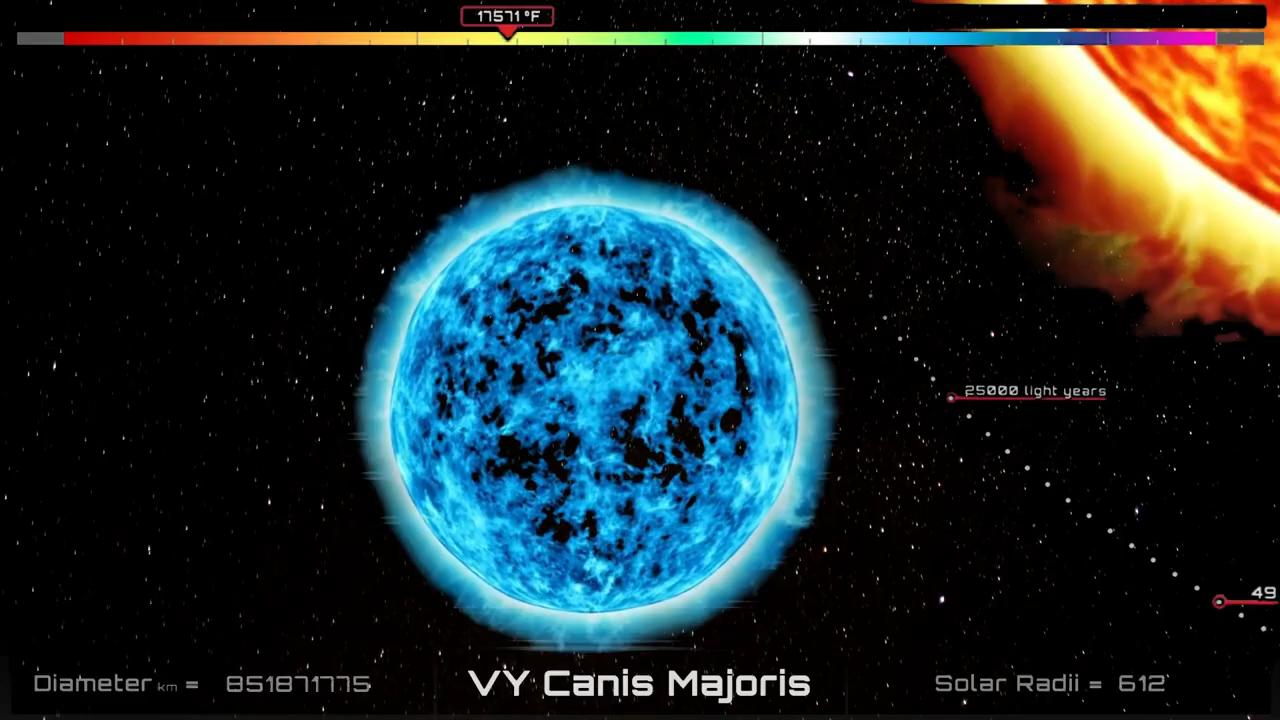 17571 °F
25000 light years
49
Diameter km = 851871775
VY Canis Majoris
Solar Radii = 612